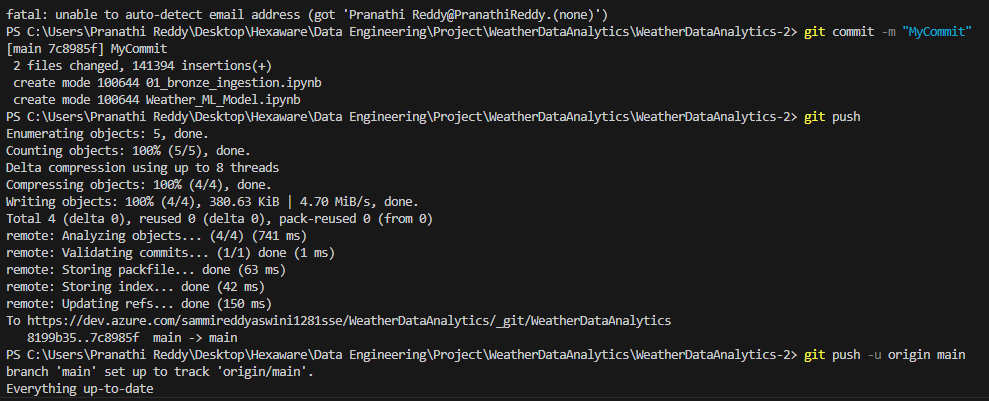 fatal: unable to auto-detect email address (got 'Pranathi Reddy@PranathiReddy.(none)')
PS C:\Users\Pranathi Reddy\Desktop\Hexaware\Data Engineering\Project\WeatherDataAnalytics\WeatherDataAnalytics-2> git commit -m "MyCommit"
[main 7c8985f] MyCommit
 2 files changed, 141394 insertions(+)
 create mode 100644 01_bronze_ingestion.ipynb
 create mode 100644 Weather_ML_Model.ipynb
PS C:\Users\Pranathi Reddy\Desktop\Hexaware\Data Engineering\Project\WeatherDataAnalytics\WeatherDataAnalytics-2> git push
Enumerating objects: 5, done.
Counting objects: 100% (5/5), done.
Delta compression using up to 8 threads
Compressing objects: 100% (4/4), done.
Writing objects: 100% (4/4), 380.63 KiB | 4.70 MiB/s, done.
Total 4 (delta 0), reused 0 (delta 0), pack-reused 0 (from 0)
remote: Analyzing objects... (4/4) (741 ms)
remote: Validating commits... (1/1) done (1 ms)
remote: Storing packfile... done (63 ms)
remote: Storing index... done (42 ms)
remote: Updating refs... done (150 ms)
To https://dev.azure.com/sammireddyaswini1281sse/WeatherDataAnalytics/_git/WeatherDataAnalytics
   8199b35..7c8985f  main -> main
PS C:\Users\Pranathi Reddy\Desktop\Hexaware\Data Engineering\Project\WeatherDataAnalytics\WeatherDataAnalytics-2> git push -u origin main
branch 'main' set up to track 'origin/main'.
Everything up-to-date